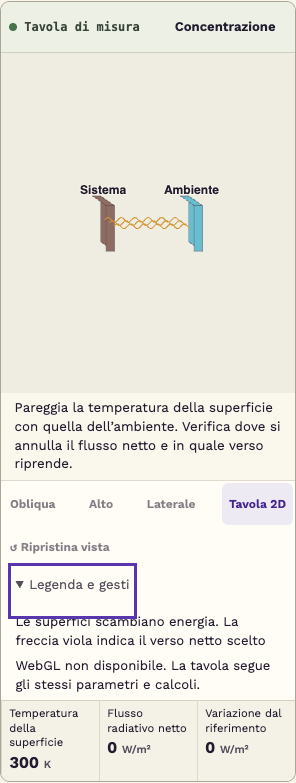 Tavola di misura
Concentrazione
Sistema
Ambiente
Pareggia la temperatura della superficie
con quella dell’ambiente. Verifica dove si
annulla il flusso netto e in quale verso
riprende.
Obliqua
Alto
Laterale
Tavola 2D
↺ Ripristina vista
▼ Legenda e gesti
Le superfici scambiano energia. La
freccia viola indica il verso netto scelto
WebGL non disponibile. La tavola segue
gli stessi parametri e calcoli.
Temperatura
della
superficie
300 K
Flusso
radiativo netto
0 W/m²
Variazione dal
riferimento
0 W/m²